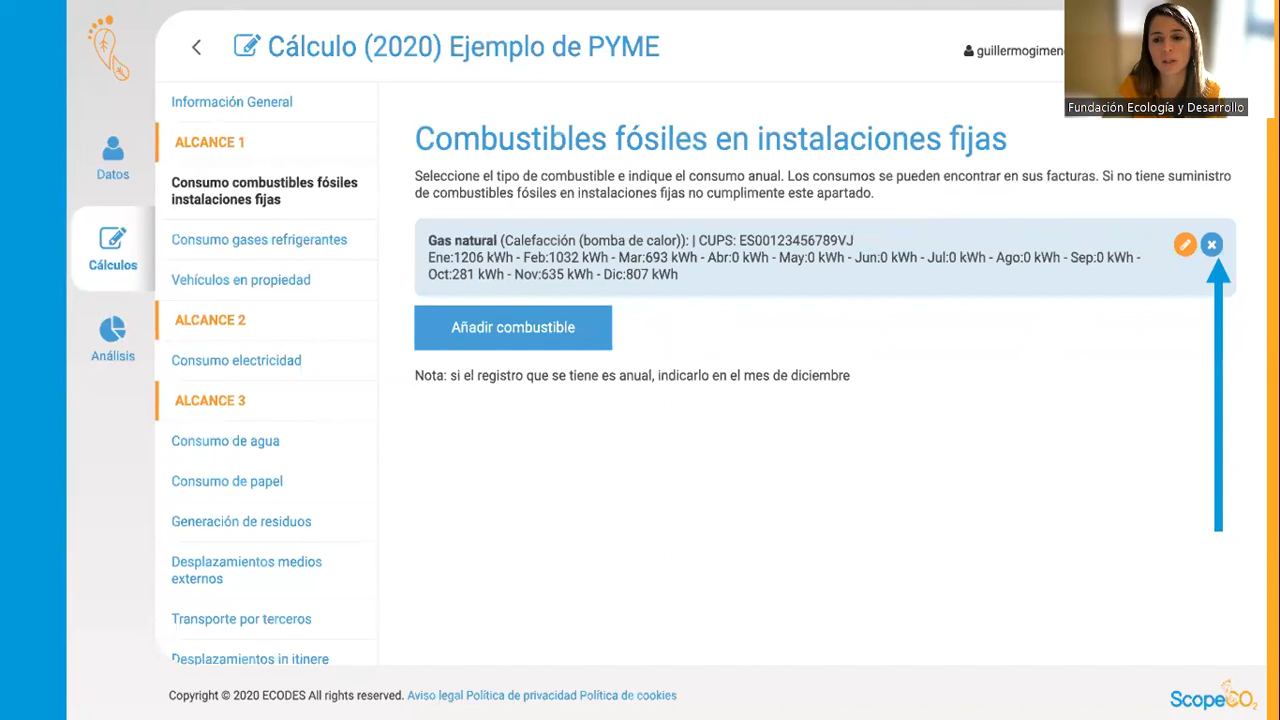 Cálculo (2020) Ejemplo de PYME
guillermogimen
Fundación Ecología y Desarrollo
Datos
Cálculos
Análisis
Información General
ALCANCE 1
Consumo combustibles fósiles
instalaciones fijas
Consumo gases refrigerantes
Vehículos en propiedad
ALCANCE 2
Consumo electricidad
ALCANCE 3
Consumo de agua
Consumo de papel
Generación de residuos
Desplazamientos medios
externos
Transporte por terceros
Desplazamientos in itinere
Combustibles fósiles en instalaciones fijas
Seleccione el tipo de combustible e indique el consumo anual. Los consumos se pueden encontrar en sus facturas. Si no tiene suministro
de combustibles fósiles en instalaciones fijas no cumplimente este apartado.
Gas natural (Calefacción (bomba de calor)): | CUPS: ES00123456789VJ
Ene:1206 kWh - Feb:1032 kWh - Mar:693 kWh - Abr:0 kWh - May:0 kWh - Jun:0 kWh - Jul:0 kWh - Ago:0 kWh - Sep:0 kWh -
Oct:281 kWh - Nov:635 kWh - Dic:807 kWh
Añadir combustible
Nota: si el registro que se tiene es anual, indicarlo en el mes de diciembre
Copyright © 2020 ECODES All rights reserved. Aviso legal Política de privacidad Política de cookies
ScopeCO2